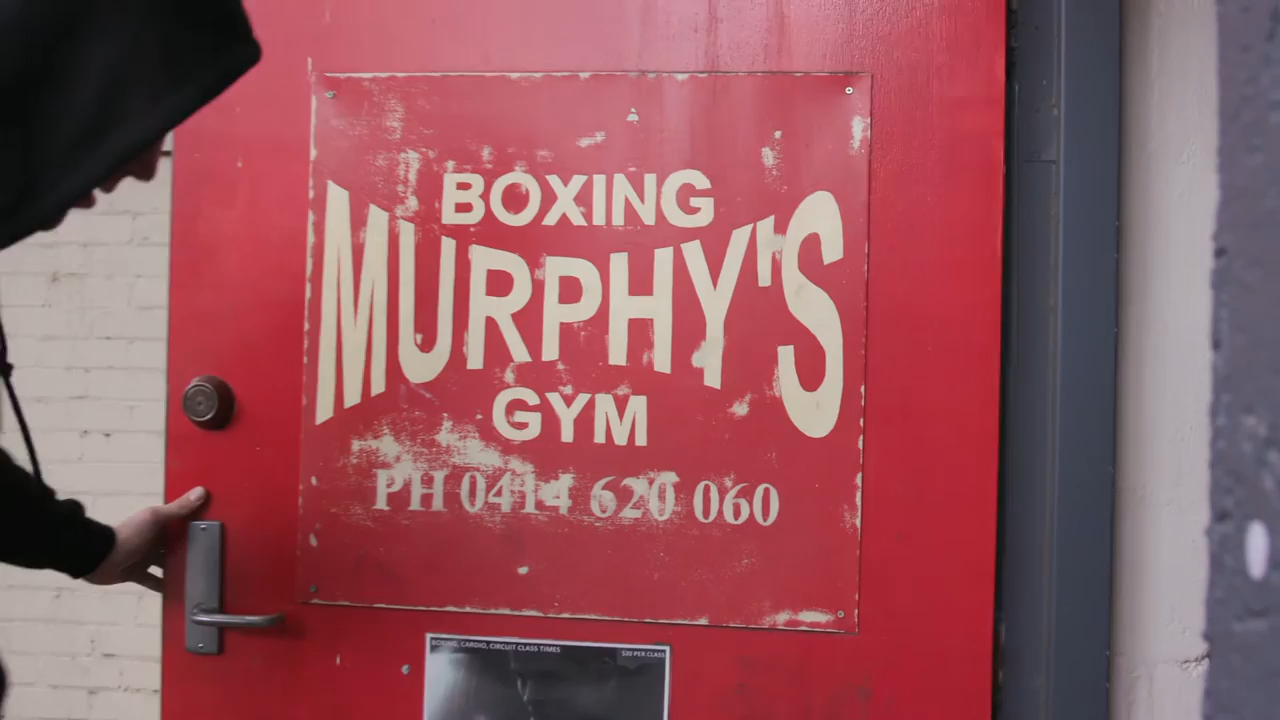 BOXING
MURPHY'S
GYM
PH 0414 620 060
BOXING, CARDIO, CIRCUIT CLASS TIMES
$20 PER CLASS